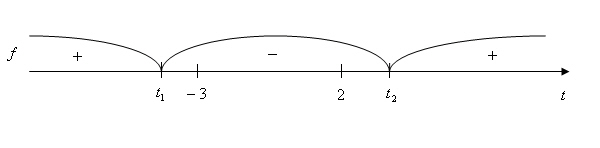 f + − +
t₁ −3 2 t₂ t